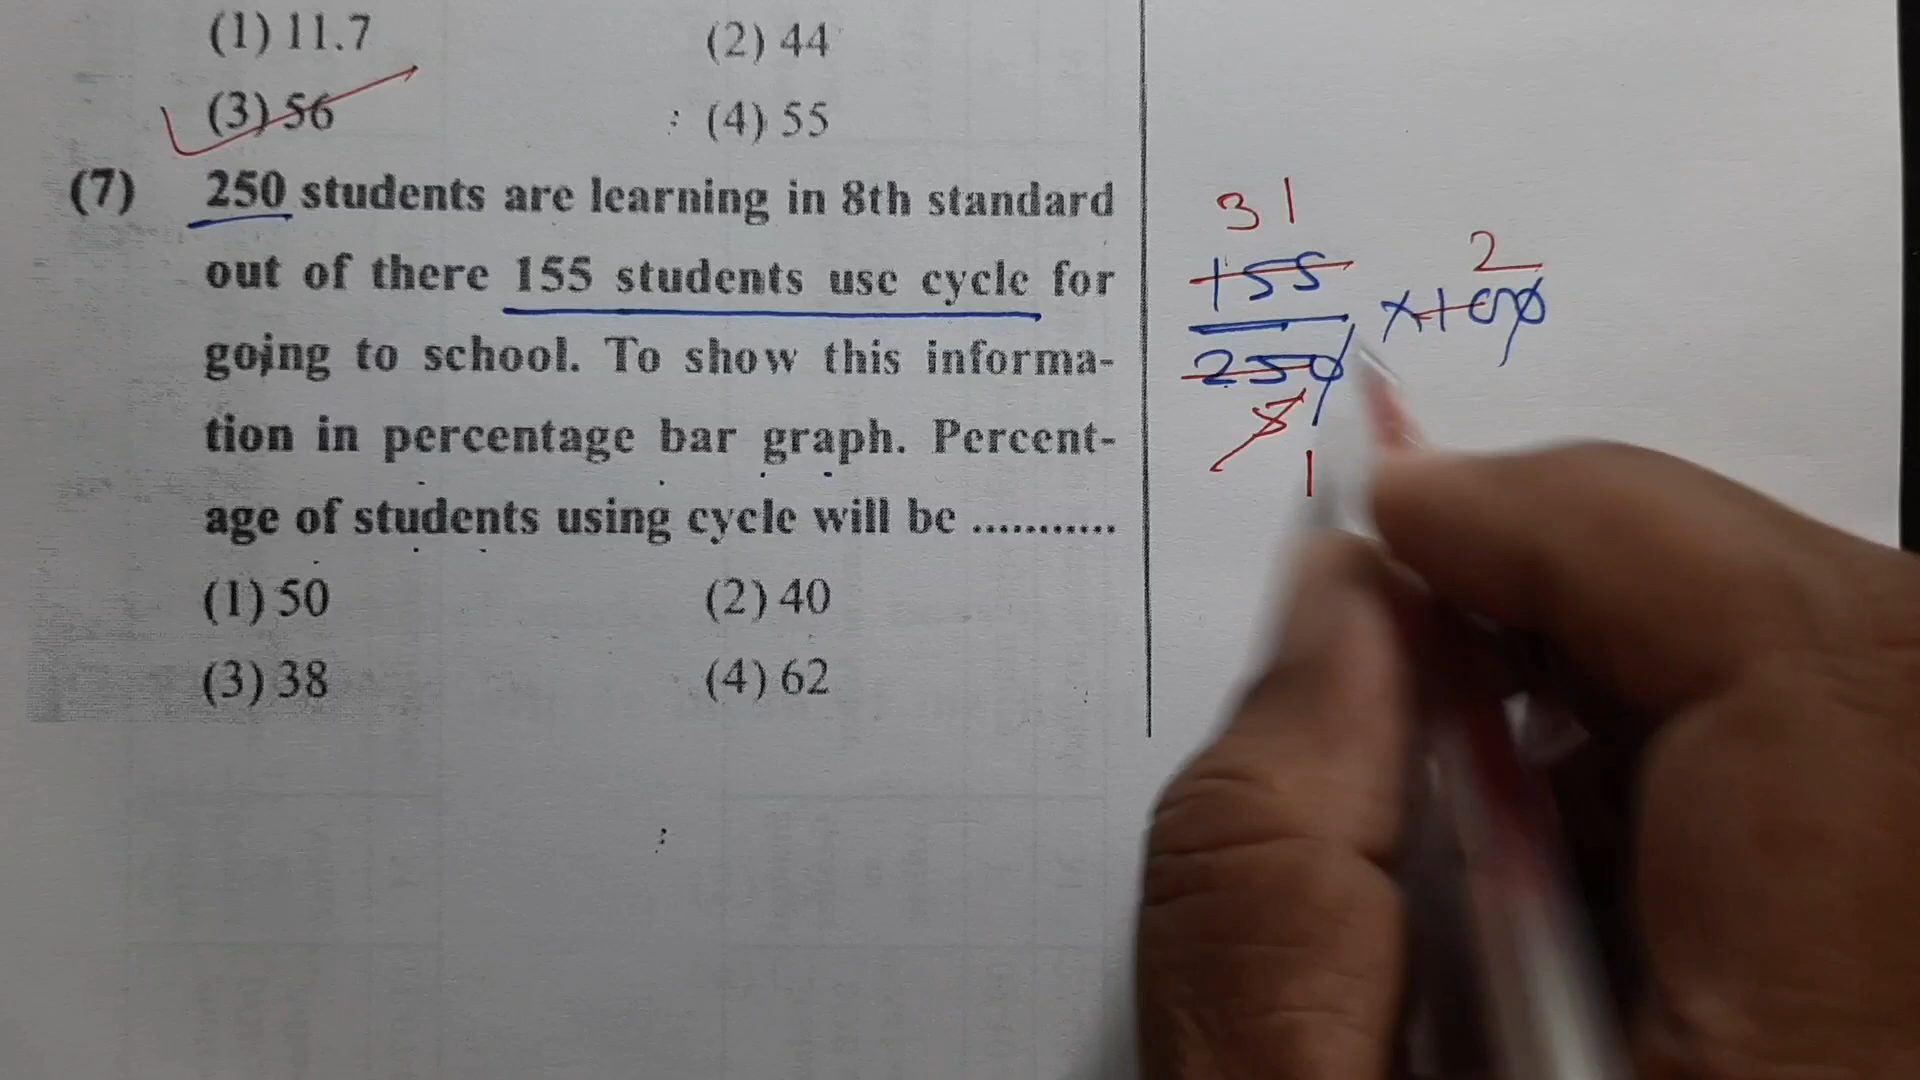 (1) 11.7 (2) 44
(3) 56 (4) 55
(7) 250 students are learning in 8th standard
out of there 155 students use cycle for
going to school. To show this informa-
tion in percentage bar graph. Percent-
age of students using cycle will be ...........
(1) 50 (2) 40
(3) 38 (4) 62
31
155
2
250
×100
5
1